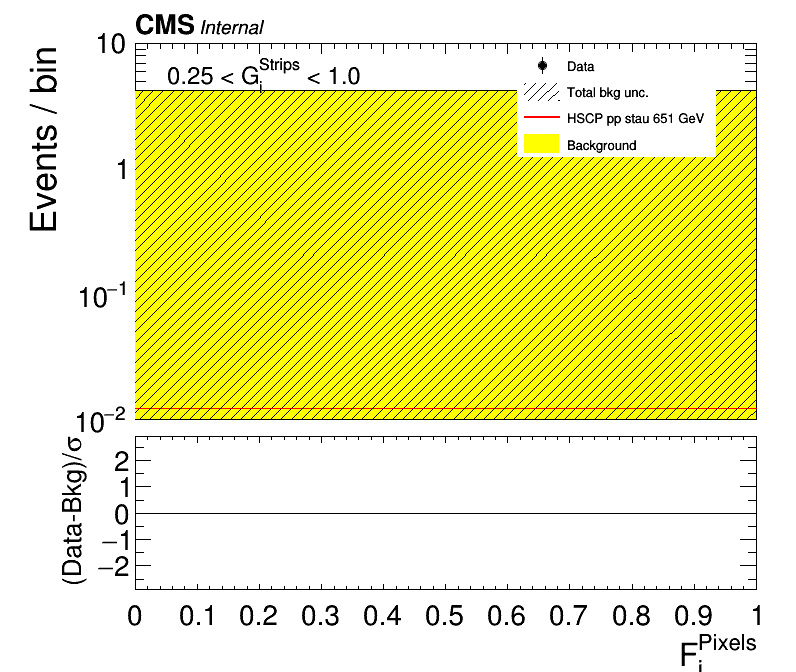 CMS Internal
10
0.25 < G_i^Strips < 1.0
Data
Total bkg unc.
HSCP pp stau 651 GeV
Background
1
10^−1
10^−2
Events / bin
2
1
0
−1
−2
(Data-Bkg)/σ
0 0.1 0.2 0.3 0.4 0.5 0.6 0.7 0.8 0.9 1
F_i^Pixels